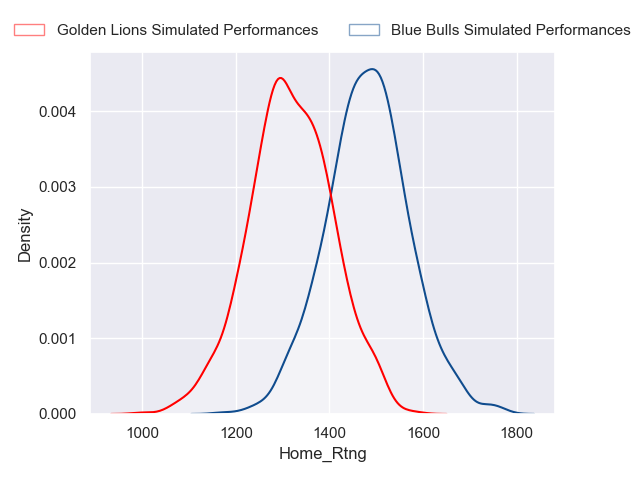 Golden Lions Simulated Performances
Blue Bulls Simulated Performances
0.004
0.003
0.002
0.001
0.000
Density
1000 1200 1400 1600 1800
Home_Rtng